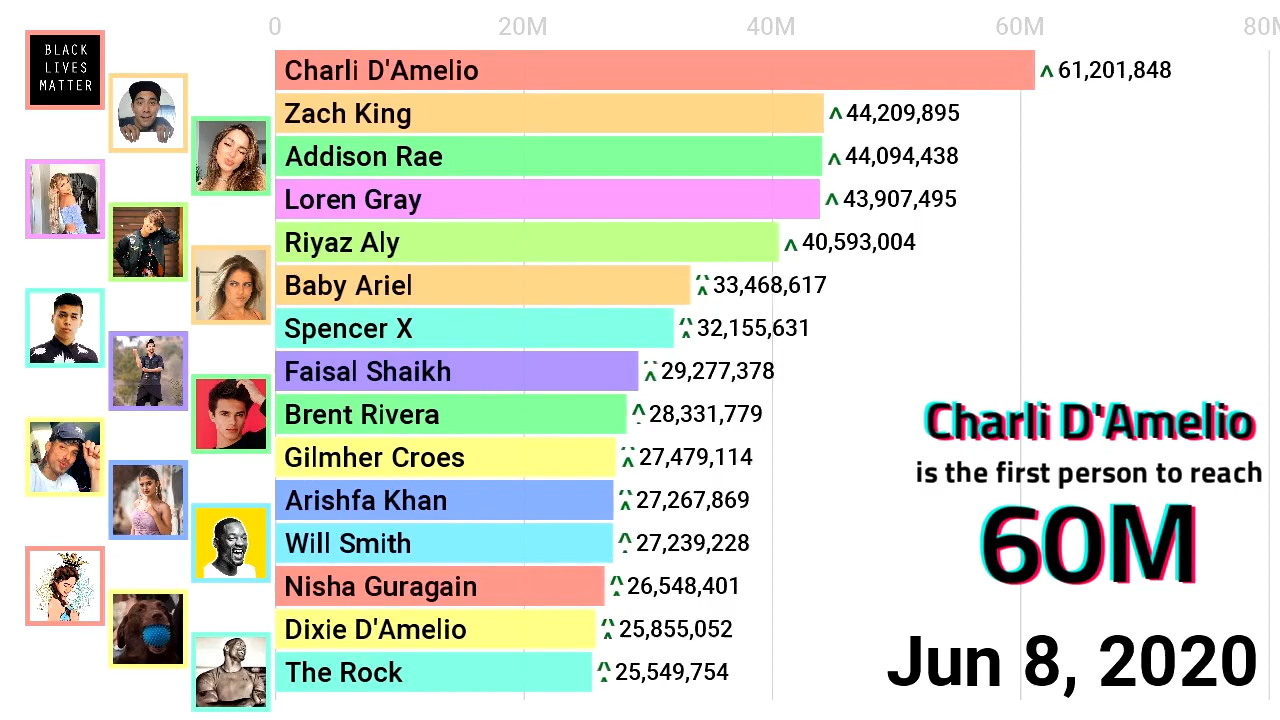 0 20M 40M 60M 80M
BLACK
LIVES
MATTER
Charli D'Amelio 61,201,848
Zach King 44,209,895
Addison Rae 44,094,438
Loren Gray 43,907,495
Riyaz Aly 40,593,004
Baby Ariel 33,468,617
Spencer X 32,155,631
Faisal Shaikh 29,277,378
Brent Rivera 28,331,779
Gilmher Croes 27,479,114
Arishfa Khan 27,267,869
Will Smith 27,239,228
Nisha Guragain 26,548,401
Dixie D'Amelio 25,855,052
The Rock 25,549,754
Charli D'Amelio
is the first person to reach
60M
Jun 8, 2020